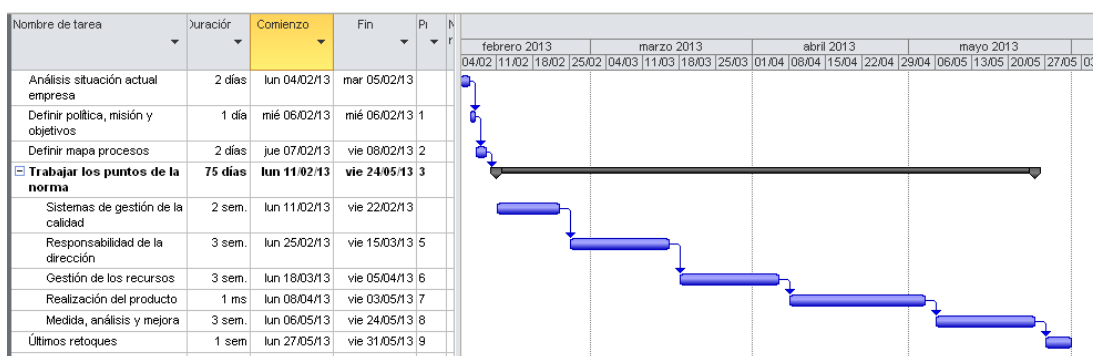 Nombre de tarea Duración Comienzo Fin P N
r
febrero 2013 marzo 2013 abril 2013 mayo 2013
04/02 11/02 18/02 25/02 04/03 11/03 18/03 25/03 01/04 08/04 15/04 22/04 29/04 06/05 13/05 20/05 27/05 03
Análisis situación actual empresa 2 días lun 04/02/13 mar 05/02/13
Definir política, misión y objetivos 1 día mié 06/02/13 mié 06/02/13 1
Definir mapa procesos 2 días jue 07/02/13 vie 08/02/13 2
Trabajar los puntos de la norma 75 días lun 11/02/13 vie 24/05/13 3
Sistemas de gestión de la calidad 2 sem. lun 11/02/13 vie 22/02/13
Responsabilidad de la dirección 3 sem. lun 25/02/13 vie 15/03/13 5
Gestión de los recursos 3 sem. lun 18/03/13 vie 05/04/13 6
Realización del producto 1 ms lun 08/04/13 vie 03/05/13 7
Medida, análisis y mejora 3 sem. lun 06/05/13 vie 24/05/13 8
Últimos retoques 1 sem lun 27/05/13 vie 31/05/13 9